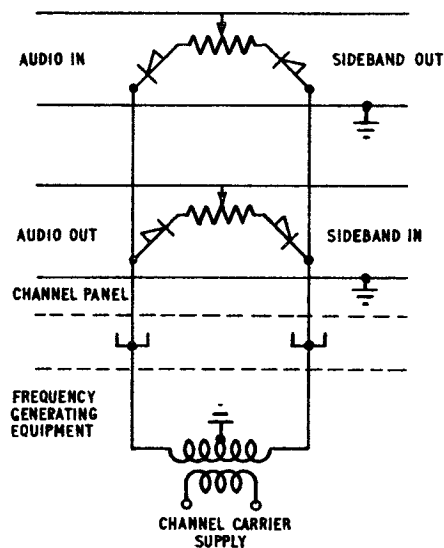 AUDIO IN
SIDEBAND OUT
AUDIO OUT
SIDEBAND IN
CHANNEL PANEL
FREQUENCY
GENERATING
EQUIPMENT
CHANNEL CARRIER
SUPPLY